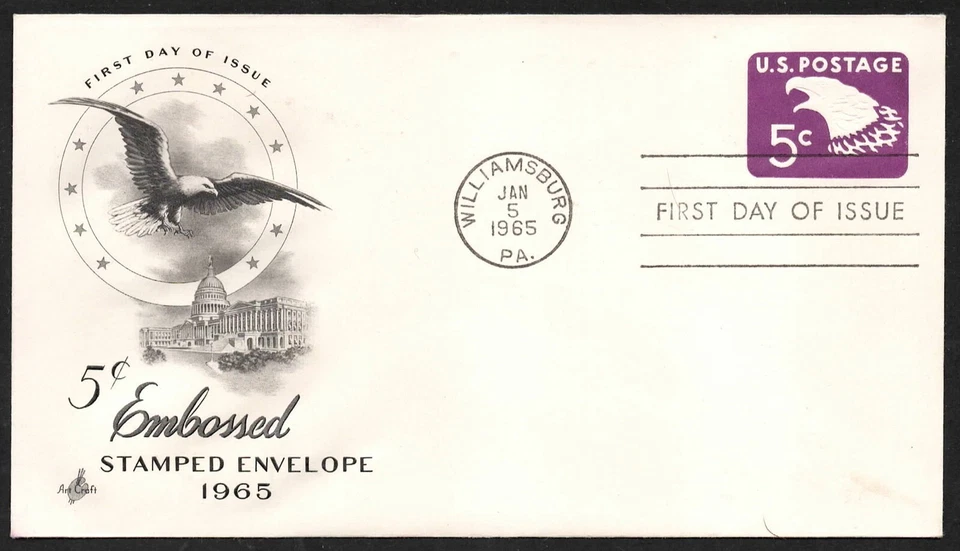 FIRST DAY OF ISSUE
5¢ Embossed
STAMPED ENVELOPE
1965
Art Craft
WILLIAMSBURG
JAN
5
1965
PA.
U.S. POSTAGE
5c
FIRST DAY OF ISSUE